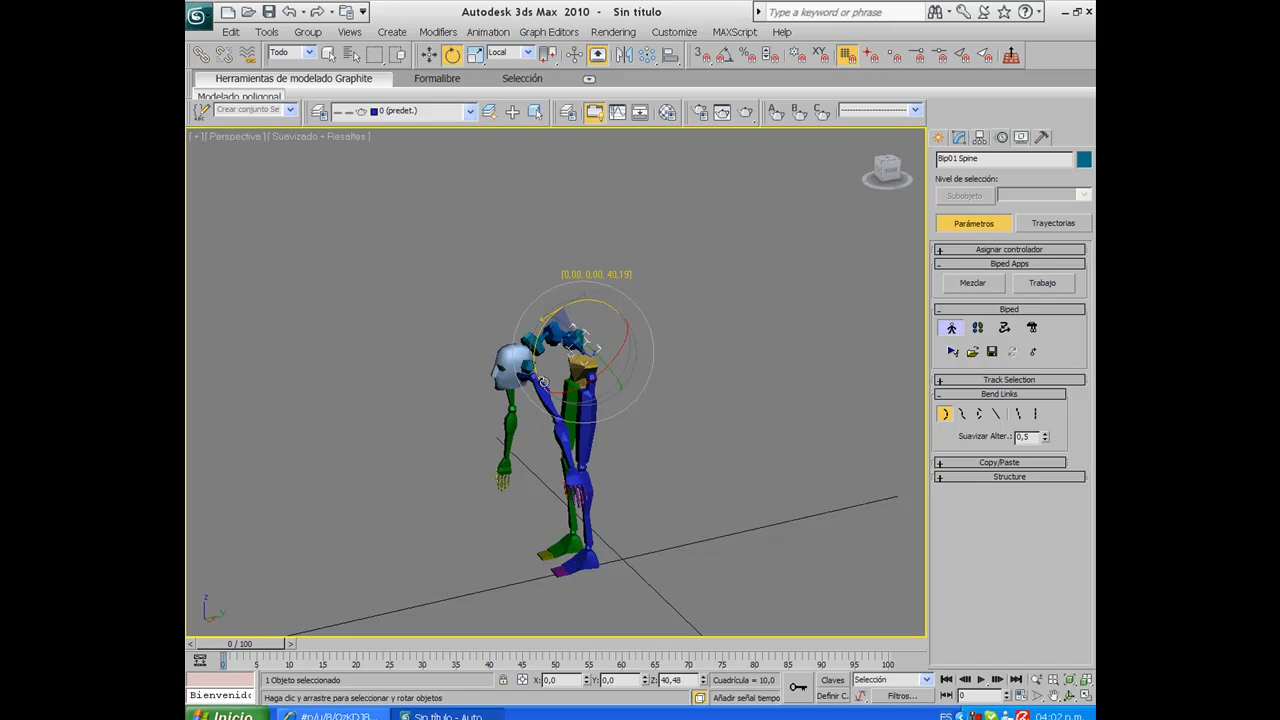 Autodesk 3ds Max 2010 - Sin título
Type a keyword or phrase
Edit Tools Group Views Create Modifiers Animation Graph Editors Rendering Customize MAXScript Help
Todo
Local
Herramientas de modelado Graphite Formalibre Selección
Modelado poligonal
Crear conjunto Se
0 (predet.)
[ + ] [ Perspectiva ] [ Suavizado + Resaltes ]
[0,00, 0,00, 40,19]
Bip01 Spine
Nivel de selección:
Subobjeto
Parámetros Trayectorias
+ Asignar controlador
- Biped Apps
Mezclar Trabajo
- Biped
+ Track Selection
- Bend Links
Suavizar Alter.: 0,5
+ Copy/Paste
+ Structure
z
y
< 0 / 100 >
0 5 10 15 20 25 30 35 40 45 50 55 60 65 70 75 80 85 90 95 100
1 Objeto seleccionado X: 0,0 Y: 0,0 Z: 40,48 Cuadrícula = 10,0 Claves Selección
Bienvenido Haga clic y arrastre para seleccionar y rotar objetos Añadir señal tiempo Definir C. Filtros... 0
Inicio Sin título - Auto... ES 04:02 p.m.